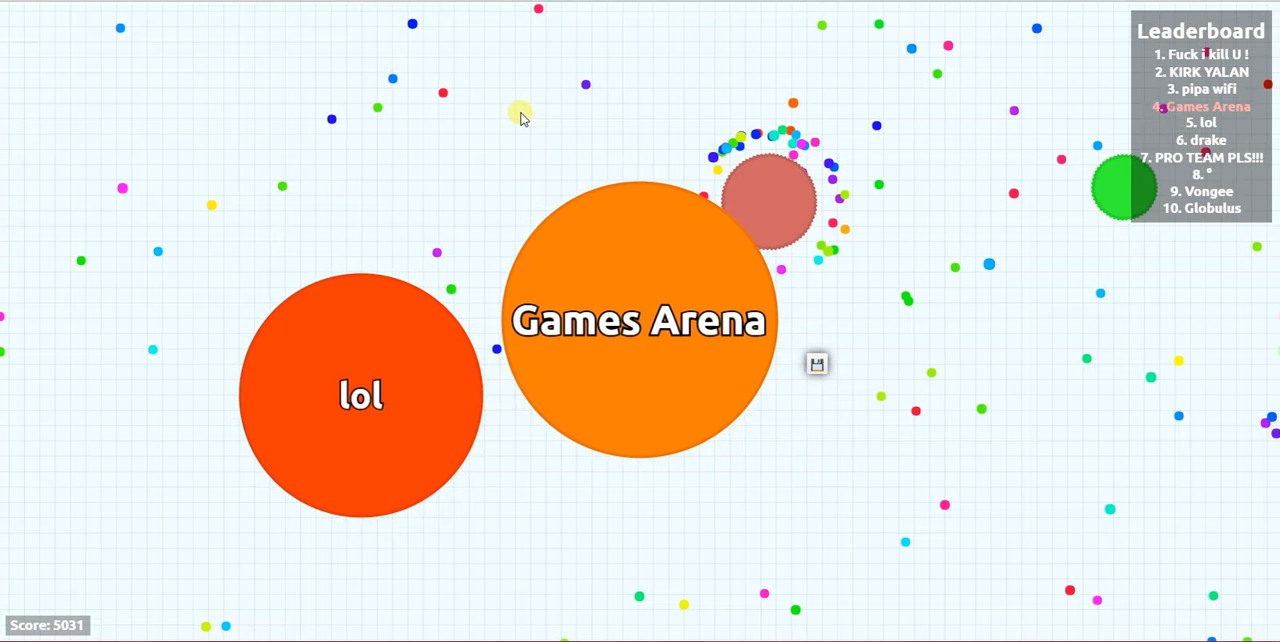 Leaderboard
1. Fuck i kill U !
2. KIRK YALAN
3. pipa wifi
4. Games Arena
5. lol
6. drake
7. PRO TEAM PLS!!!
8. °
9. Vongee
10. Globulus
Games Arena
lol
Score: 5031